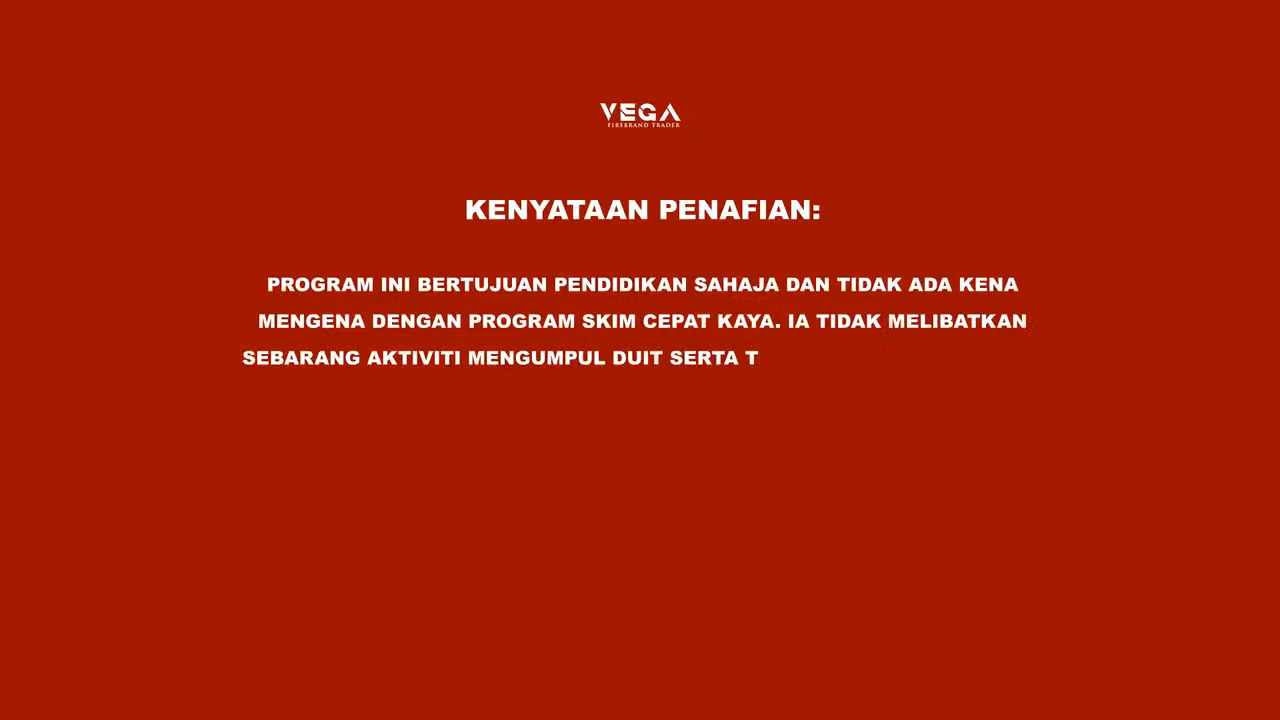 VEGA
FIREBRAND TRADER
KENYATAAN PENAFIAN:
PROGRAM INI BERTUJUAN PENDIDIKAN SAHAJA DAN TIDAK ADA KENA
MENGENA DENGAN PROGRAM SKIM CEPAT KAYA. IA TIDAK MELIBATKAN
SEBARANG AKTIVITI MENGUMPUL DUIT SERTA T